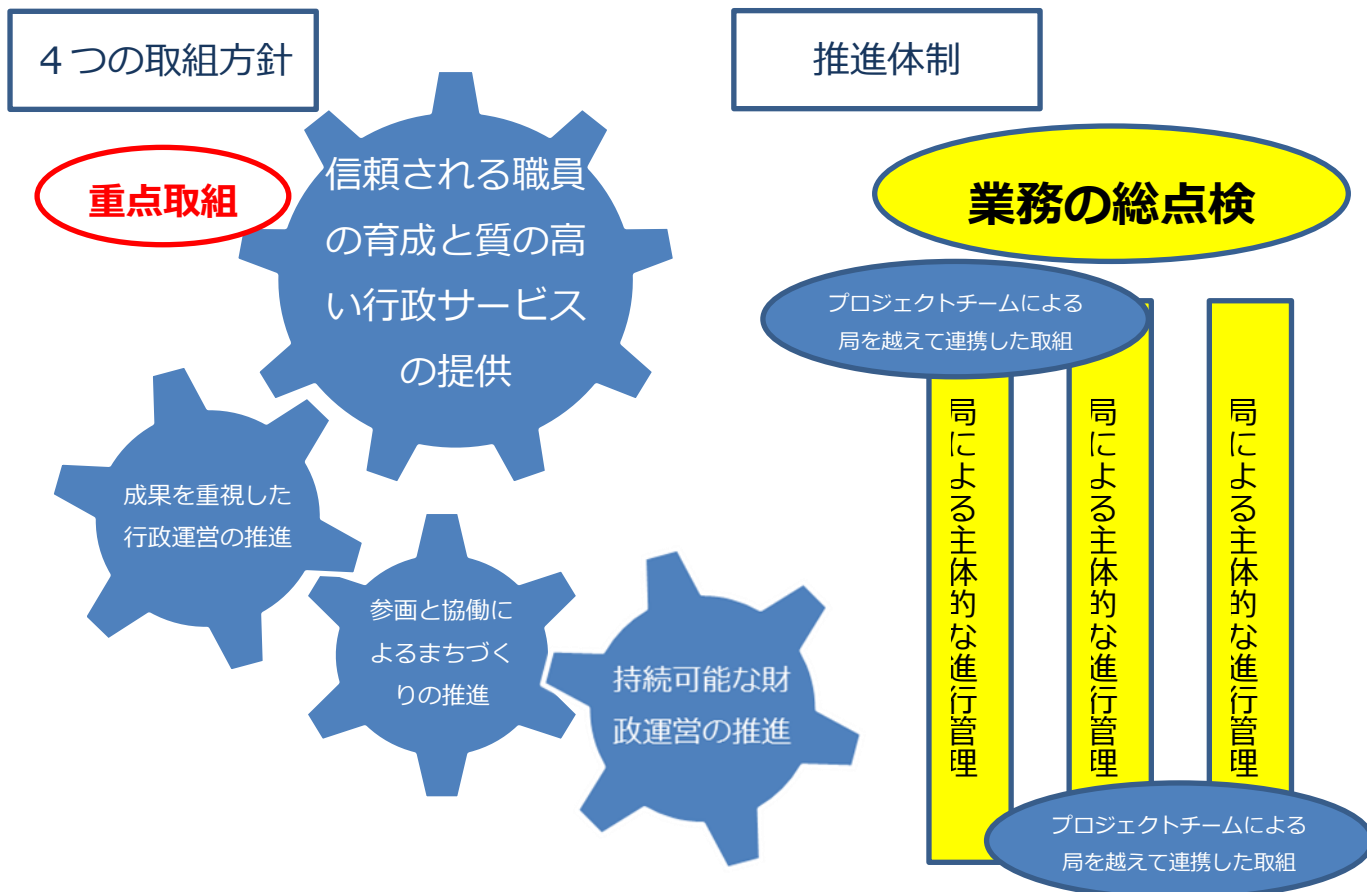 ４つの取組方針
重点取組
信頼される職員
の育成と質の高
い行政サービス
の提供
成果を重視した
行政運営の推進
参画と協働に
よるまちづく
りの推進
持続可能な財
政運営の推進
推進体制
業務の総点検
プロジェクトチームによる
局を越えて連携した取組
局による主体的な進行管理
局による主体的な進行管理
局による主体的な進行管理
プロジェクトチームによる
局を越えて連携した取組